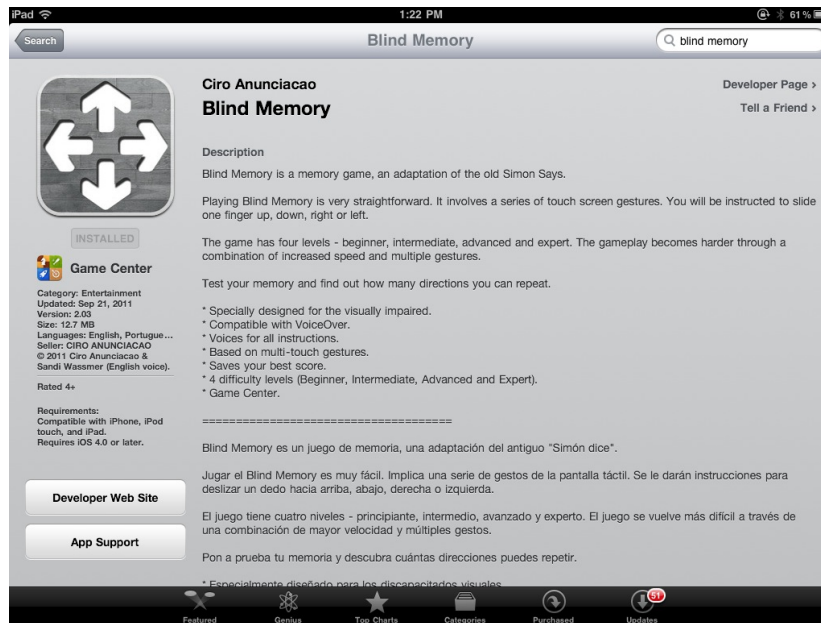 iPad
1:22 PM
61 %
Search
Blind Memory
blind memory
Ciro Anunciacao
Blind Memory
Developer Page ›
Tell a Friend ›
INSTALLED
Game Center
Category: Entertainment
Updated: Sep 21, 2011
Version: 2.03
Size: 12.7 MB
Languages: English, Portugue...
Seller: CIRO ANUNCIACAO
© 2011 Ciro Anunciacao &
Sandi Wassmer (English voice).
Rated 4+
Requirements:
Compatible with iPhone, iPod
touch, and iPad.
Requires iOS 4.0 or later.
Developer Web Site
App Support
Description
Blind Memory is a memory game, an adaptation of the old Simon Says.
Playing Blind Memory is very straightforward. It involves a series of touch screen gestures. You will be instructed to slide
one finger up, down, right or left.
The game has four levels - beginner, intermediate, advanced and expert. The gameplay becomes harder through a
combination of increased speed and multiple gestures.
Test your memory and find out how many directions you can repeat.
* Specially designed for the visually impaired.
* Compatible with VoiceOver.
* Voices for all instructions.
* Based on multi-touch gestures.
* Saves your best score.
* 4 difficulty levels (Beginner, Intermediate, Advanced and Expert).
* Game Center.
=====================================
Blind Memory es un juego de memoria, una adaptación del antiguo "Simón dice".
Jugar el Blind Memory es muy fácil. Implica una serie de gestos de la pantalla táctil. Se le darán instrucciones para
deslizar un dedo hacia arriba, abajo, derecha o izquierda.
El juego tiene cuatro niveles - principiante, intermedio, avanzado y experto. El juego se vuelve más difícil a través de
una combinación de mayor velocidad y múltiples gestos.
Pon a prueba tu memoria y descubra cuántas direcciones puedes repetir.
* Especialmente diseñado para los discapacitados visuales
Featured
Genius
Top Charts
Categories
Purchased
51
Updates